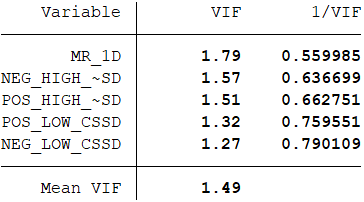 Variable VIF 1/VIF
MR_1D 1.79 0.559985
NEG_HIGH_~SD 1.57 0.636699
POS_HIGH_~SD 1.51 0.662751
POS_LOW_CSSD 1.32 0.759551
NEG_LOW_CSSD 1.27 0.790109
Mean VIF 1.49